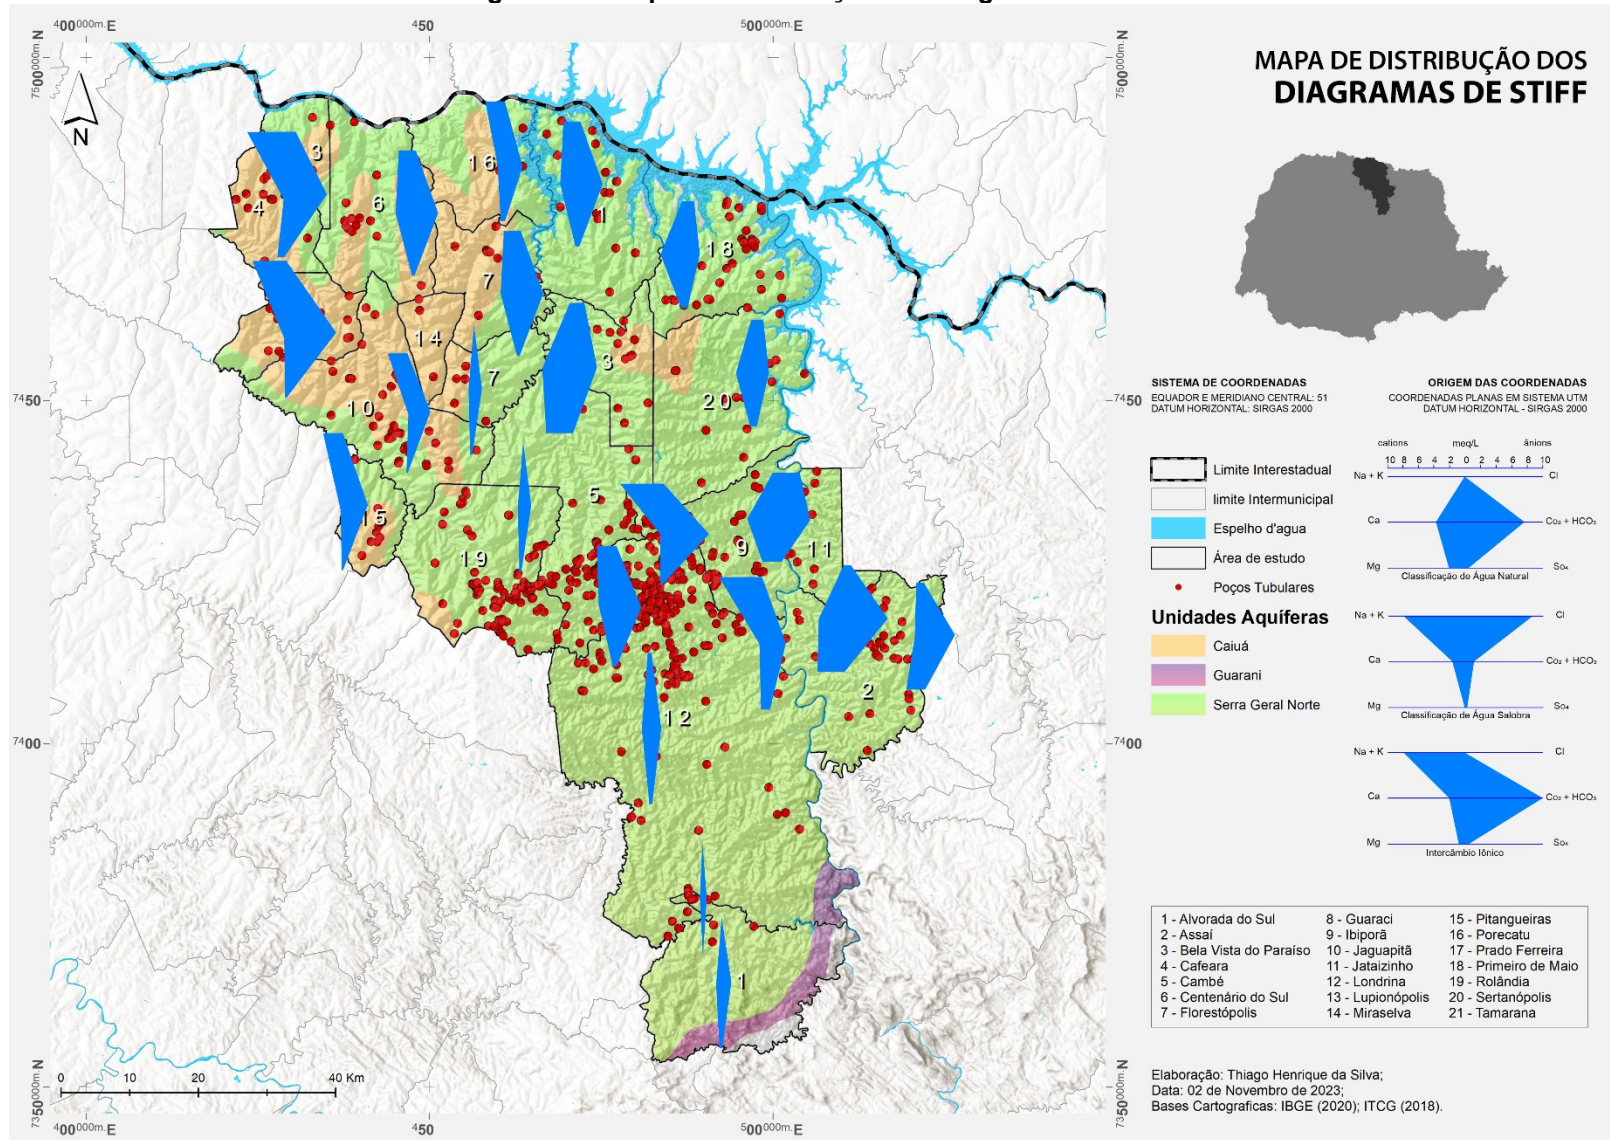 400000m. E
450
500000m. E
7500000m. N
7500000m. N
N
MAPA DE DISTRIBUÇÃO DOS
DIAGRAMAS DE STIFF
3
4
6
16
1
18
7
14
3
7
20
10
5
15
19
9
11
2
12
1
7450
7450
7400
7400
SISTEMA DE COORDENADAS
EQUADOR E MERIDIANO CENTRAL: 51
DATUM HORIZONTAL: SIRGAS 2000
ORIGEM DAS COORDENADAS
COORDENADAS PLANAS EM SISTEMA UTM
DATUM HORIZONTAL - SIRGAS 2000
Limite Interestadual
limite Intermunicipal
Espelho d'agua
Área de estudo
Poços Tubulares
Unidades Aquíferas
Caiuá
Guarani
Serra Geral Norte
cations meq/L ânions
10 8 6 4 2 0 2 4 6 8 10
Na + K Cl
Ca Co₂ + HCO₃
Mg So₄
Classificação de Água Natural
Na + K Cl
Ca Co₂ + HCO₃
Mg So₄
Classificação de Água Salobra
Na + K Cl
Ca Co₂ + HCO₃
Mg So₄
Intercâmbio Iônico
1 - Alvorada do Sul
2 - Assaí
3 - Bela Vista do Paraíso
4 - Cafeara
5 - Cambé
6 - Centenário do Sul
7 - Florestópolis
8 - Guaraci
9 - Ibiporã
10 - Jaguapitã
11 - Jataizinho
12 - Londrina
13 - Lupionópolis
14 - Miraselva
15 - Pitangueiras
16 - Porecatu
17 - Prado Ferreira
18 - Primeiro de Maio
19 - Rolândia
20 - Sertanópolis
21 - Tamarana
Elaboração: Thiago Henrique da Silva;
Data: 02 de Novembro de 2023;
Bases Cartograficas: IBGE (2020); ITCG (2018).
0 10 20 40 Km
7350000m. N
7350000m. N
400000m. E
450
500000m. E